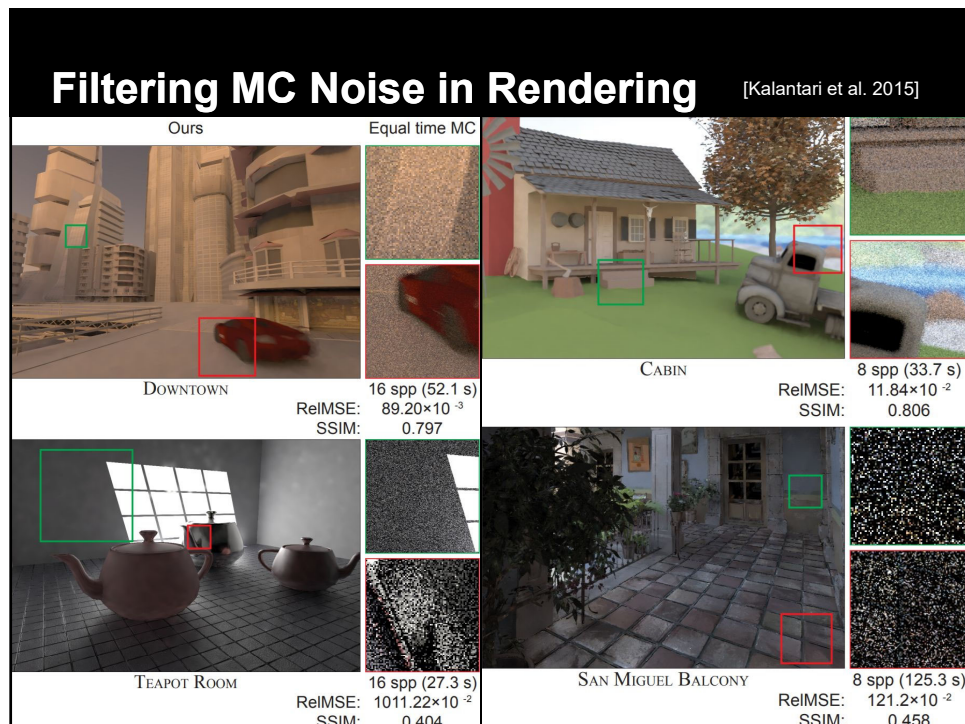 Filtering MC Noise in Rendering
[Kalantari et al. 2015]
Ours
Equal time MC
DOWNTOWN
16 spp (52.1 s)
RelMSE: 89.20×10 -3
SSIM: 0.797
CABIN
8 spp (33.7 s)
RelMSE: 11.84×10 -2
SSIM: 0.806
TEAPOT ROOM
16 spp (27.3 s)
RelMSE: 1011.22×10 -2
SSIM: 0.404
SAN MIGUEL BALCONY
8 spp (125.3 s)
RelMSE: 121.2×10 -2
SSIM: 0.458